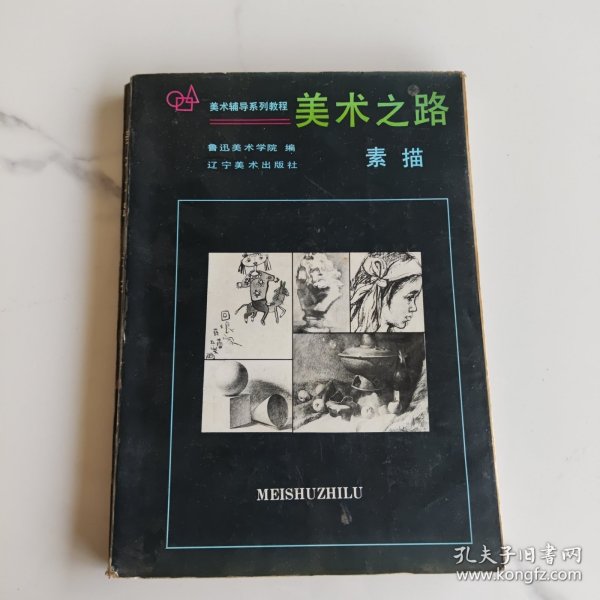 美术辅导系列教程
美术之路
鲁迅美术学院 编
辽宁美术出版社
素描
MEISHUZHILU
孔夫子旧书网
www.kongfz.com